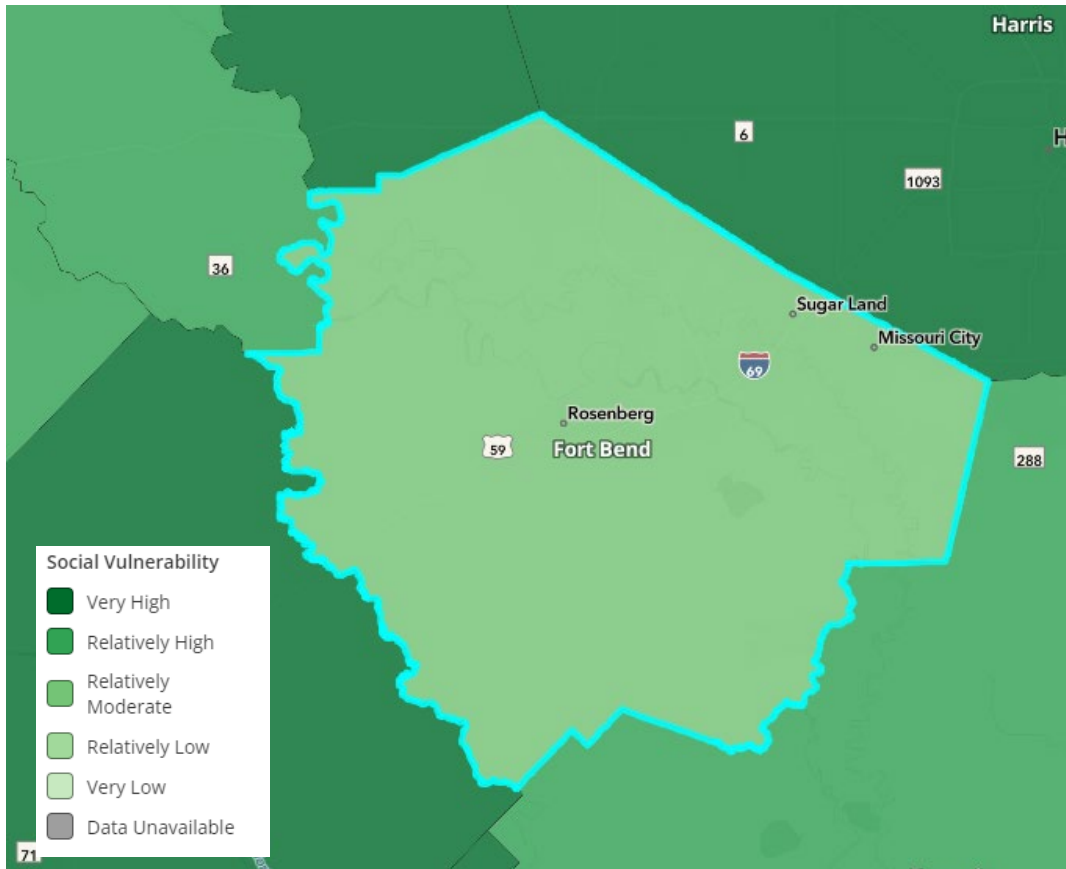 Harris
6
H
1093
36
Sugar Land
Missouri City
69
Rosenberg
59
Fort Bend
288
Social Vulnerability
Very High
Relatively High
Relatively
Moderate
Relatively Low
Very Low
Data Unavailable
71